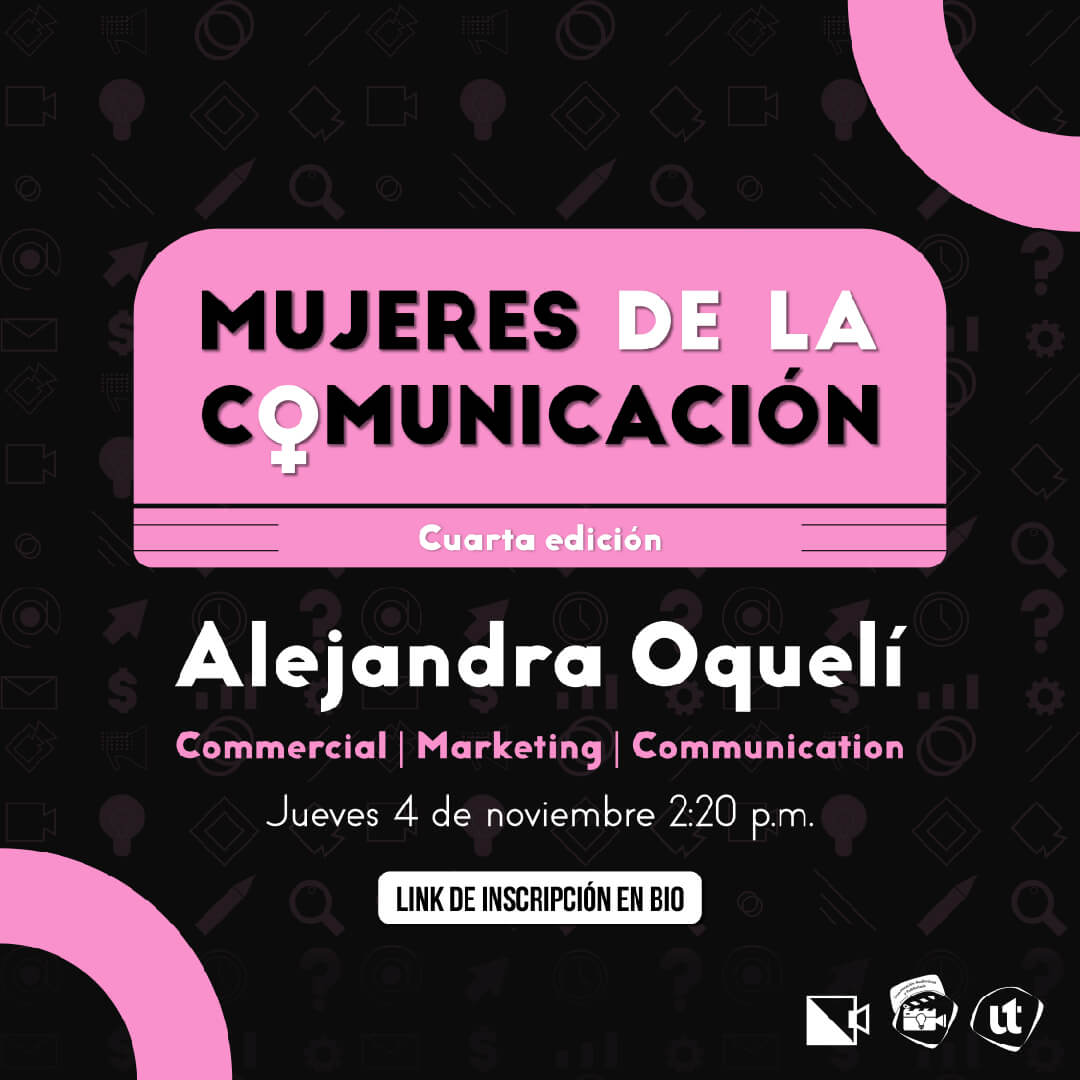 MUJERES DE LA
COMUNICACIÓN
Cuarta edición
Alejandra Oquelí
Commercial | Marketing | Communication
Jueves 4 de noviembre 2:20 p.m.
LINK DE INSCRIPCIÓN EN BIO
ut